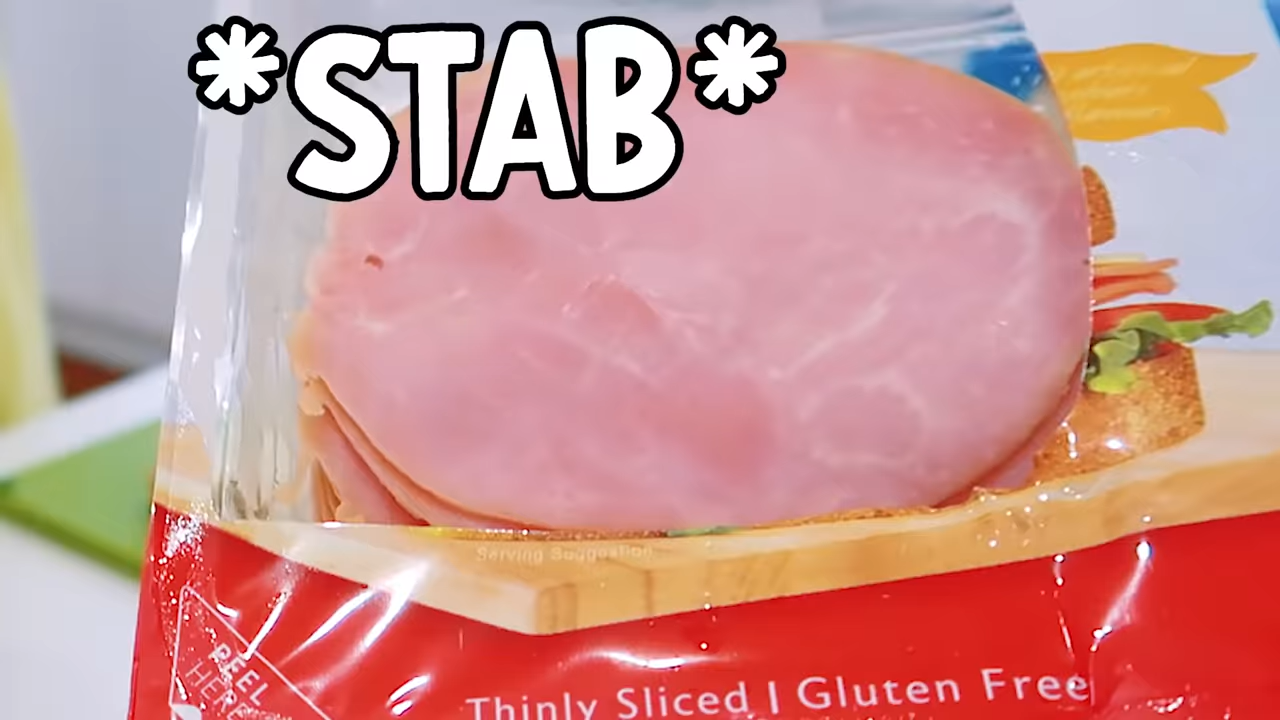 *STAB*
Serving Suggestion
PEEL
HERE
Thinly Sliced | Gluten Free